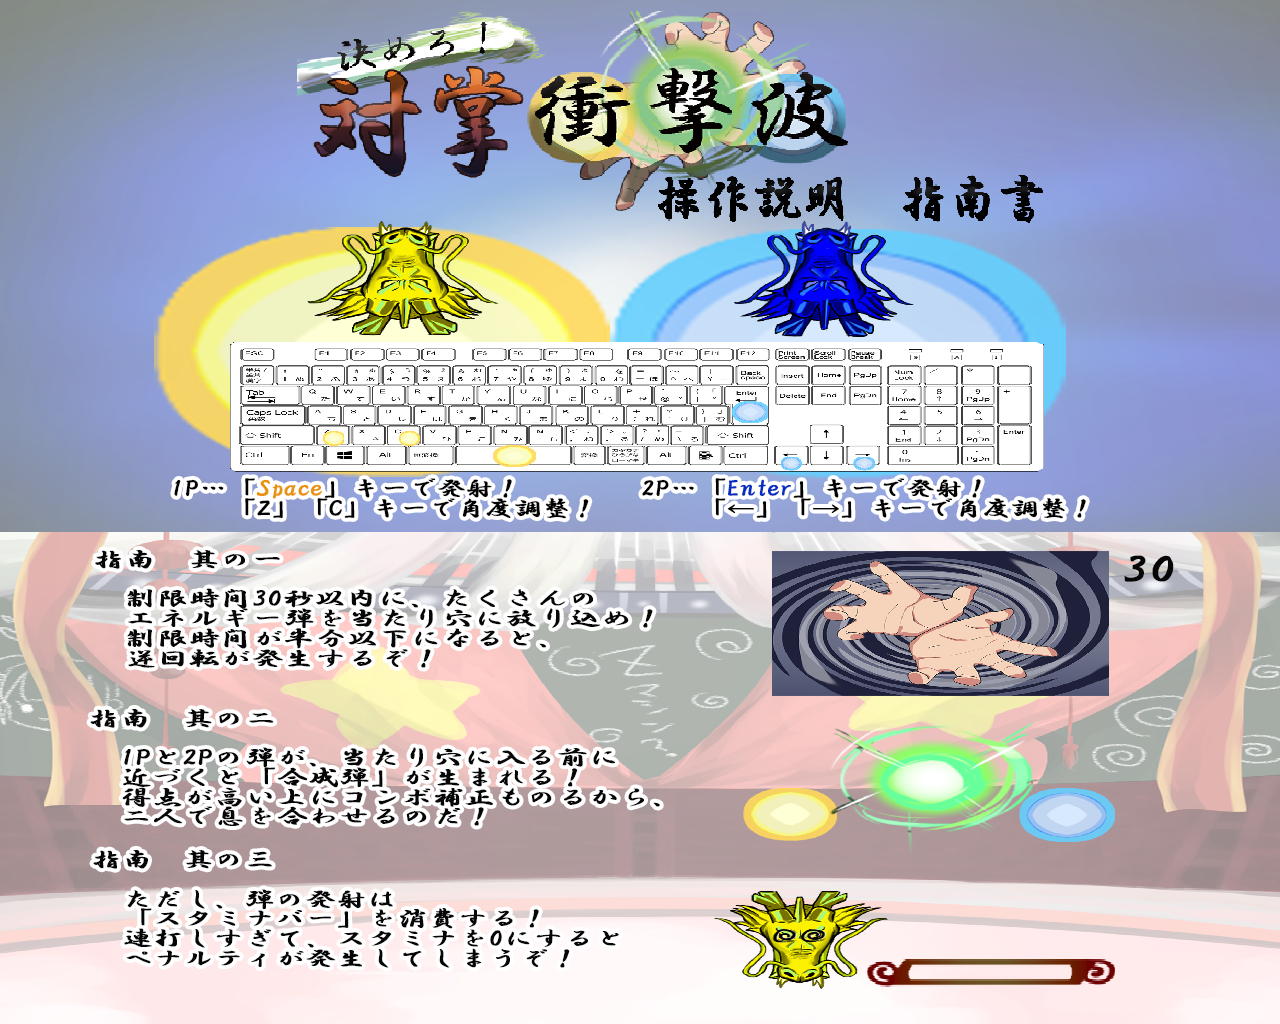 決めろ!
対掌衝撃波
操作説明 指南書
1P…「Space」キーで発射!
「Z」「C」キーで角度調整!
2P…「Enter」キーで発射!
「←」「→」キーで角度調整!
指南 其の一
制限時間30秒以内に、たくさんの
エネルギー弾を当たり穴に放り込め!
制限時間が半分以下になると、
逆回転が発生するぞ!
30
指南 其の二
1Pと2Pの弾が、当たり穴に入る前に
近づくと「合成弾」が生まれる!
得点が高い上にコンボ補正ものるから、
二人で息を合わせるのだ!
指南 其の三
ただし、弾の発射は
「スタミナバー」を消費する!
連打しすぎて、スタミナを0にすると
ペナルティが発生してしまうぞ!